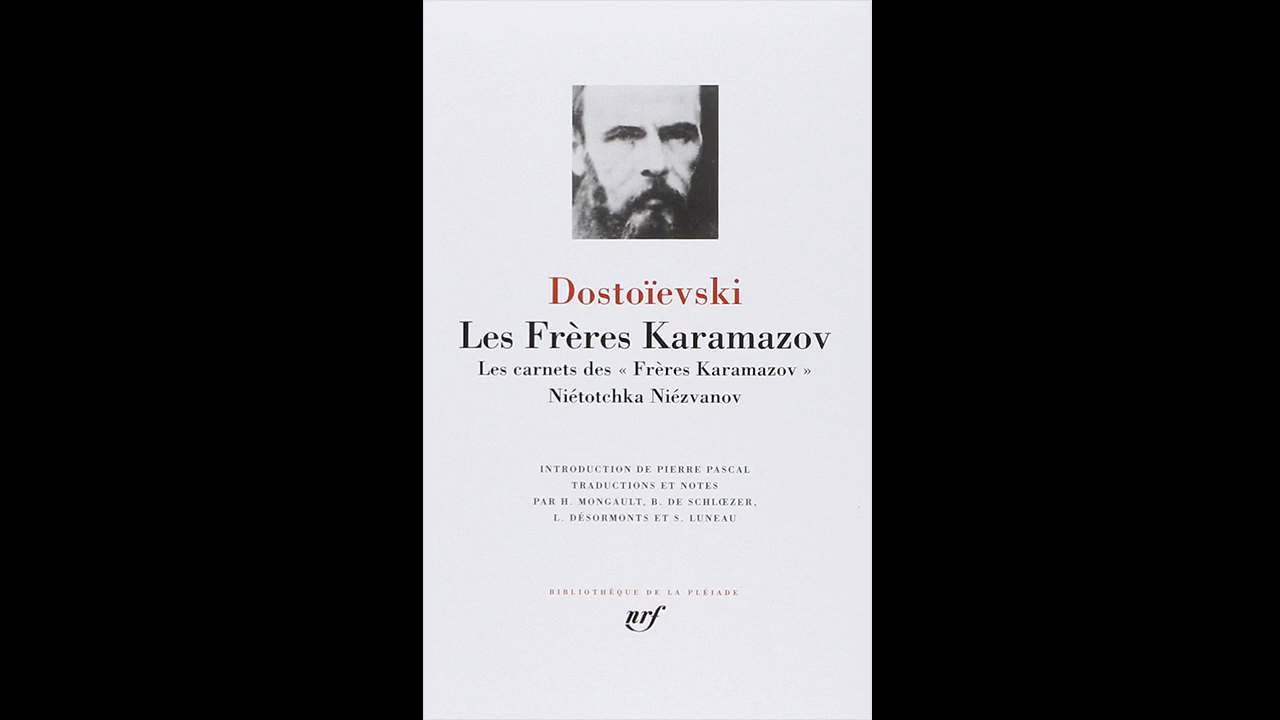 Dostoïevski
Les Frères Karamazov
Les carnets des « Frères Karamazov »
Niétotchka Niézvanov
INTRODUCTION DE PIERRE PASCAL
TRADUCTIONS ET NOTES
PAR H. MONGAULT, B. DE SCHLŒZER,
L. DÉSORMONTS ET S. LUNEAU
BIBLIOTHÈQUE DE LA PLÉIADE
nrf